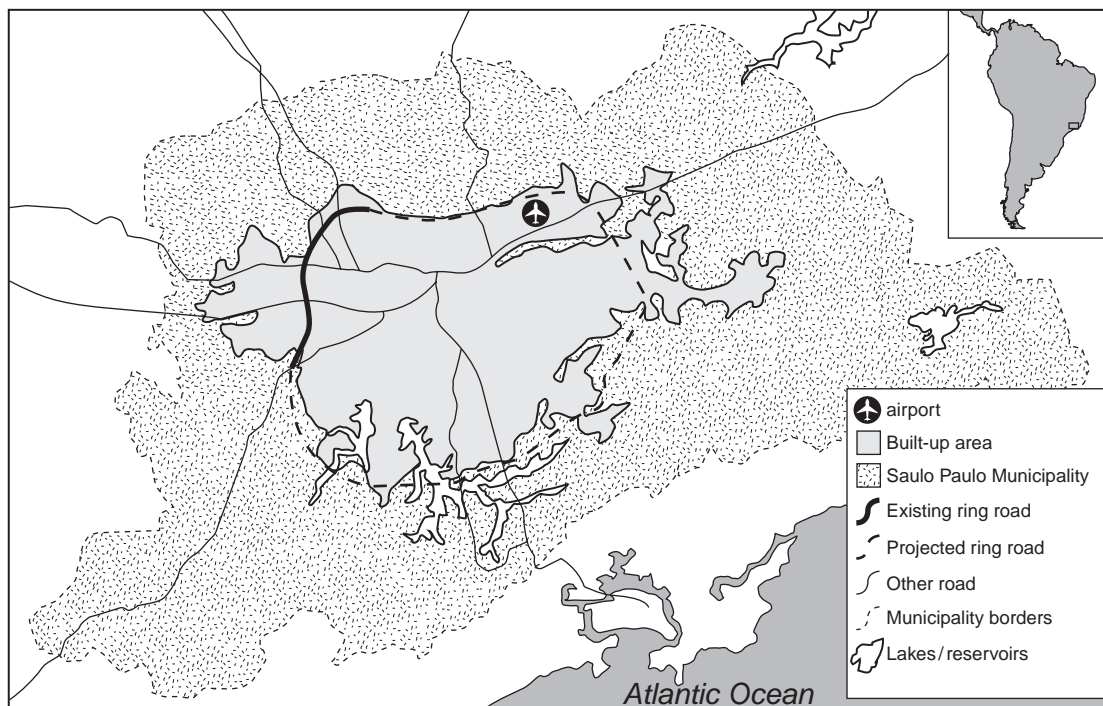 airport
Built-up area
Saulo Paulo Municipality
Existing ring road
Projected ring road
Other road
Municipality borders
Lakes/reservoirs
Atlantic Ocean